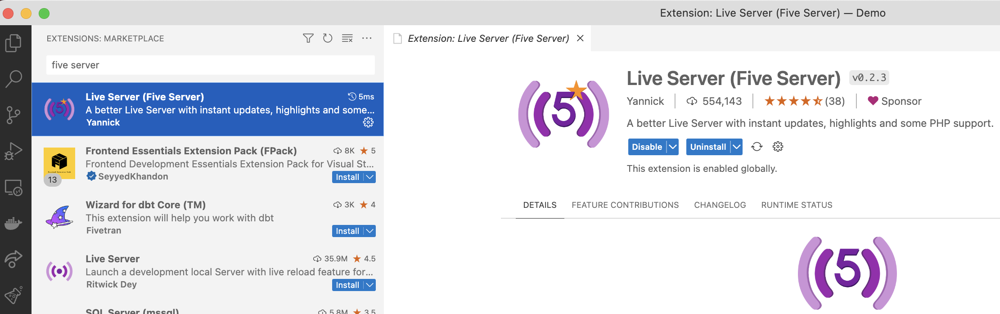 Extension: Live Server (Five Server) — Demo
EXTENSIONS: MARKETPLACE
five server
Live Server (Five Server) 5ms
A better Live Server with instant updates, highlights and some...
Yannick
Frontend Essentials Extension Pack (FPack) 8K 5
Frontend Development Essentials Extension Pack for Visual St...
SeyyedKhandon Install
13
Wizard for dbt Core (TM) 3K 4
This extension will help you work with dbt
Fivetran Install
Live Server 35.9M 4.5
Launch a development local Server with live reload feature for...
Ritwick Dey Install
SQL Server (mssql) 5.8M 3.5
Extension: Live Server (Five Server)
5
Live Server (Five Server) v0.2.3
Yannick 554,143 (38) Sponsor
A better Live Server with instant updates, highlights and some PHP support.
Disable Uninstall
This extension is enabled globally.
DETAILS FEATURE CONTRIBUTIONS CHANGELOG RUNTIME STATUS
5